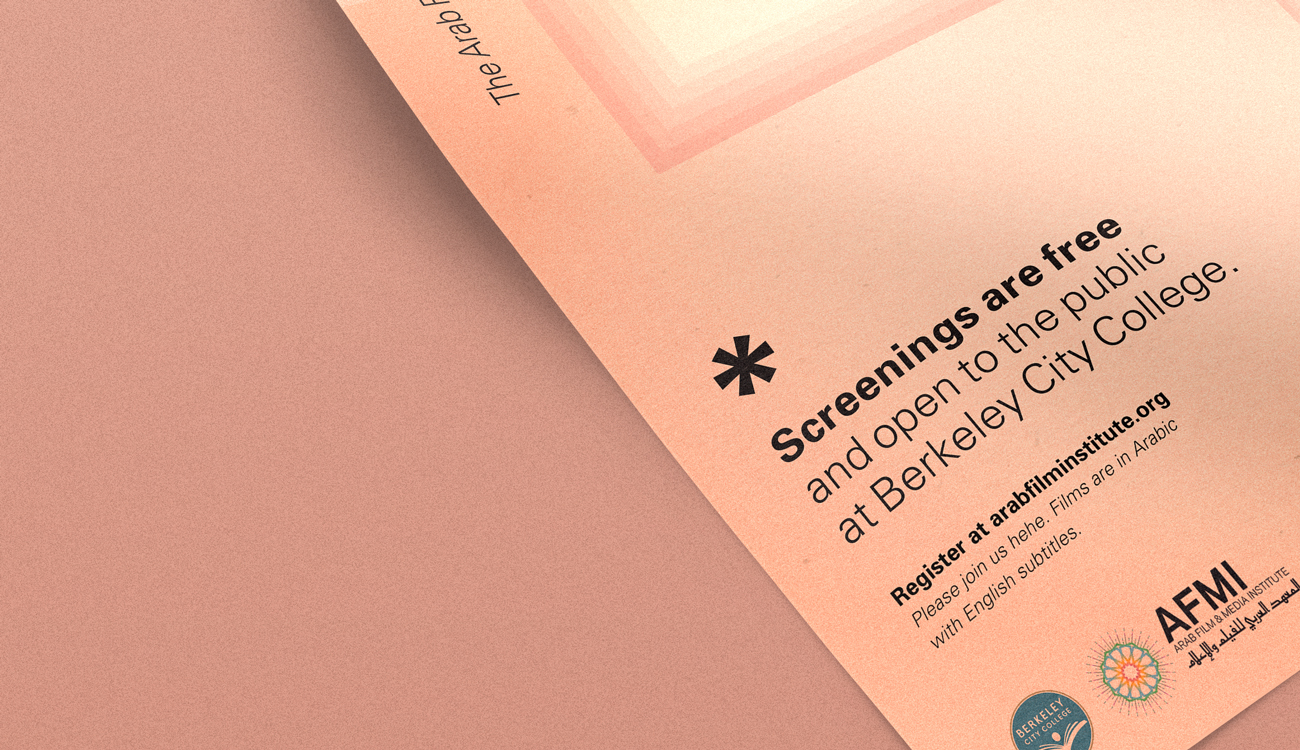 The Arab
*
Screenings are free
and open to the public
at Berkeley City College.
Register at arabfilminstitute.org
Please join us hehe. Films are in Arabic
with English subtitles.
AFMI
ARAB FILM & MEDIA INSTITUTE
المعهد العربي للفيلم والإعلام
BERKELEY
CITY COLLEGE